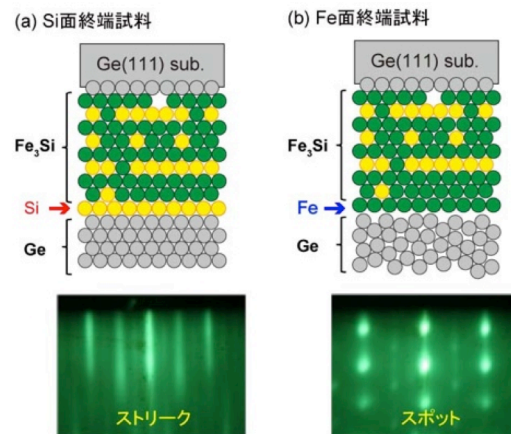 (a) Si面終端試料
Ge(111) sub.
Fe₃Si
Si
Ge
ストリーク
(b) Fe面終端試料
Ge(111) sub.
Fe₃Si
Fe
Ge
スポット